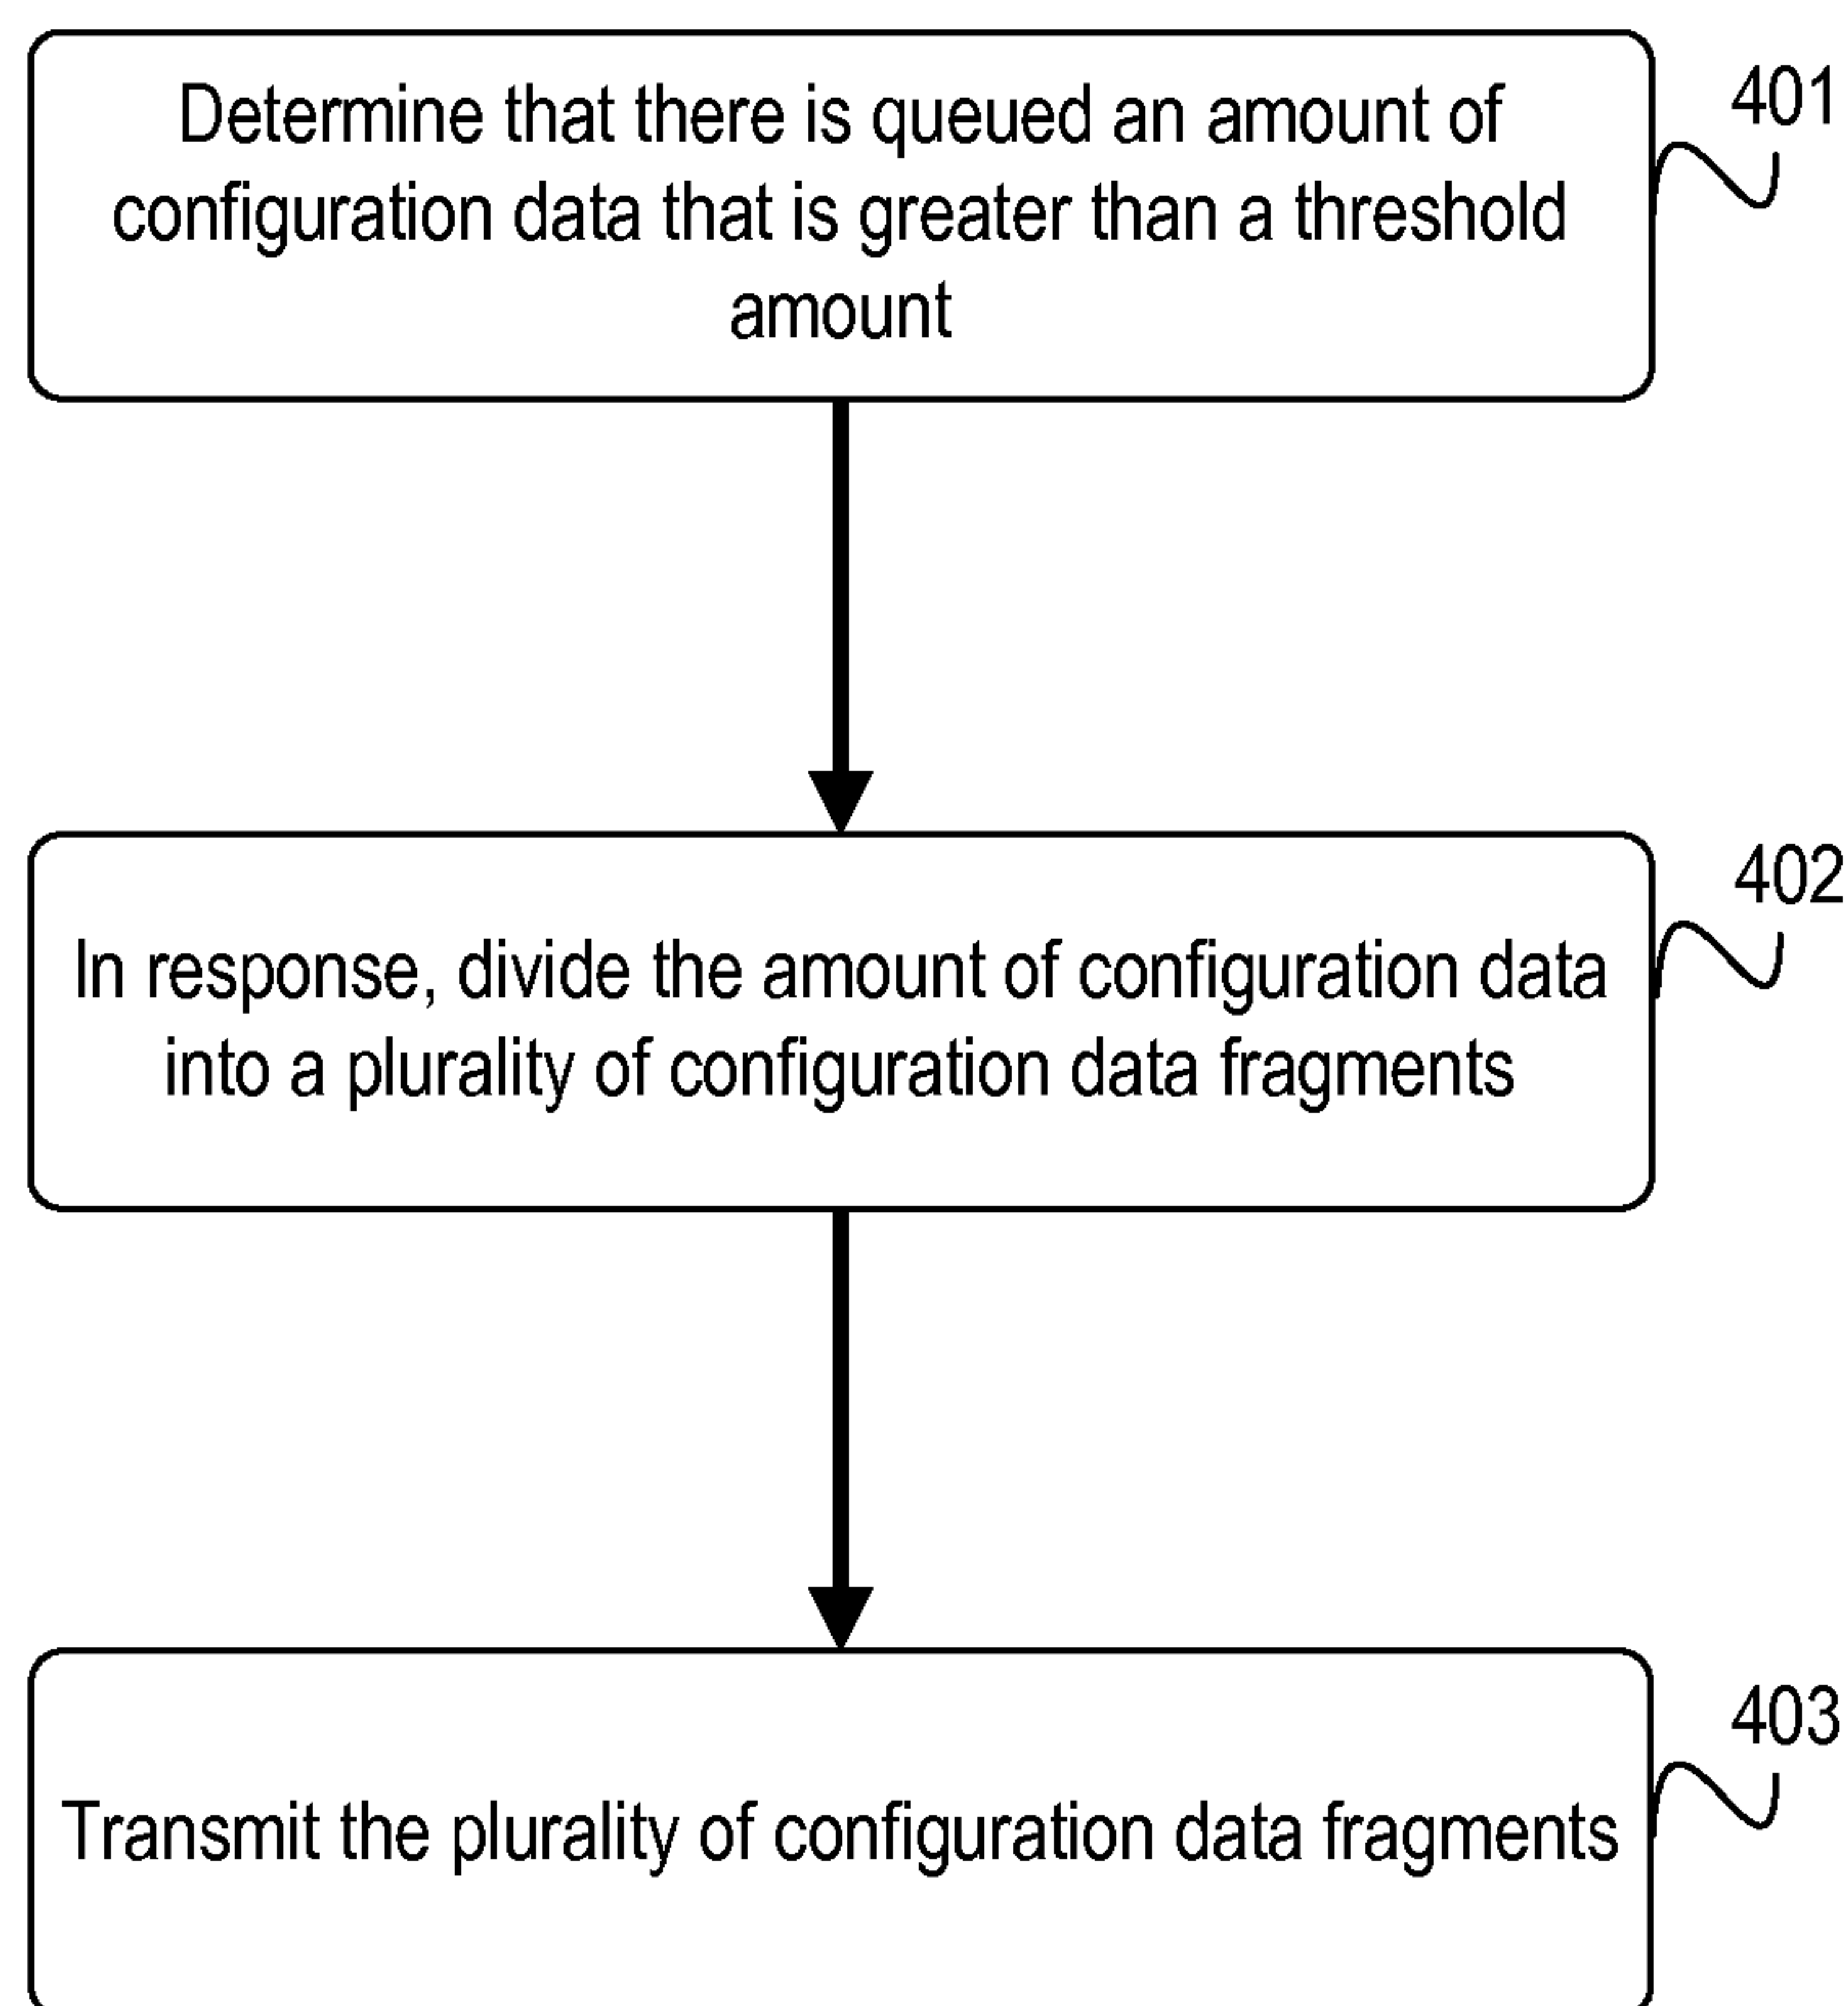 Determine that there is queued an amount of
configuration data that is greater than a threshold
amount
401
In response, divide the amount of configuration data
into a plurality of configuration data fragments
402
Transmit the plurality of configuration data fragments
403